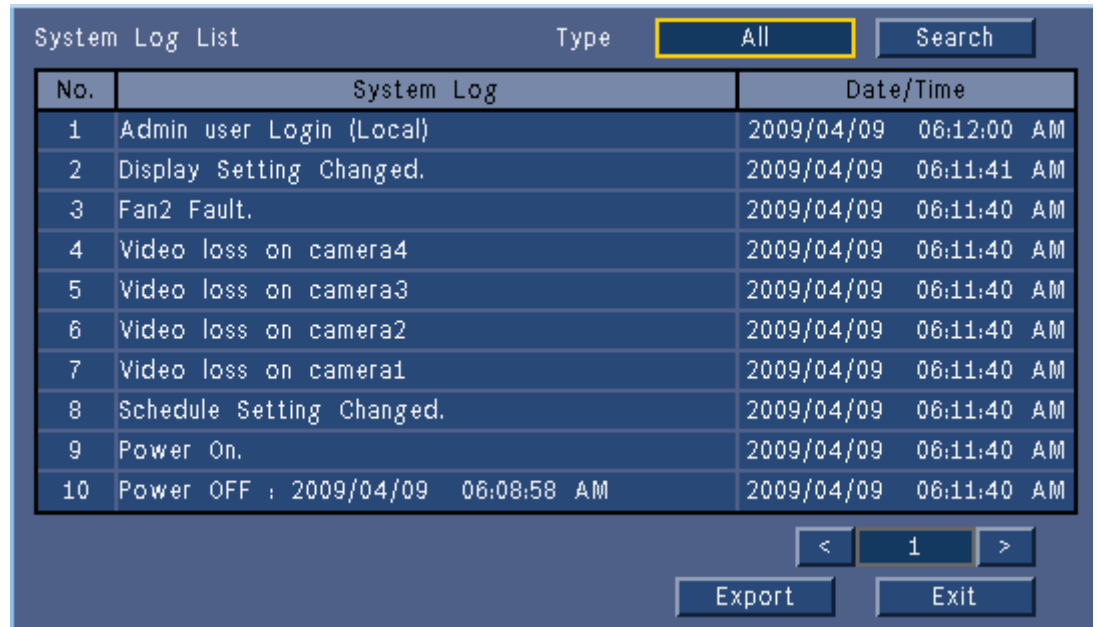 System Log List Type All Search
No. System Log Date/Time
1 Admin user Login (Local) 2009/04/09 06:12:00 AM
2 Display Setting Changed. 2009/04/09 06:11:41 AM
3 Fan2 Fault. 2009/04/09 06:11:40 AM
4 Video loss on camera4 2009/04/09 06:11:40 AM
5 Video loss on camera3 2009/04/09 06:11:40 AM
6 Video loss on camera2 2009/04/09 06:11:40 AM
7 Video loss on camera1 2009/04/09 06:11:40 AM
8 Schedule Setting Changed. 2009/04/09 06:11:40 AM
9 Power On. 2009/04/09 06:11:40 AM
10 Power OFF : 2009/04/09 06:08:58 AM 2009/04/09 06:11:40 AM
< 1 >
Export Exit